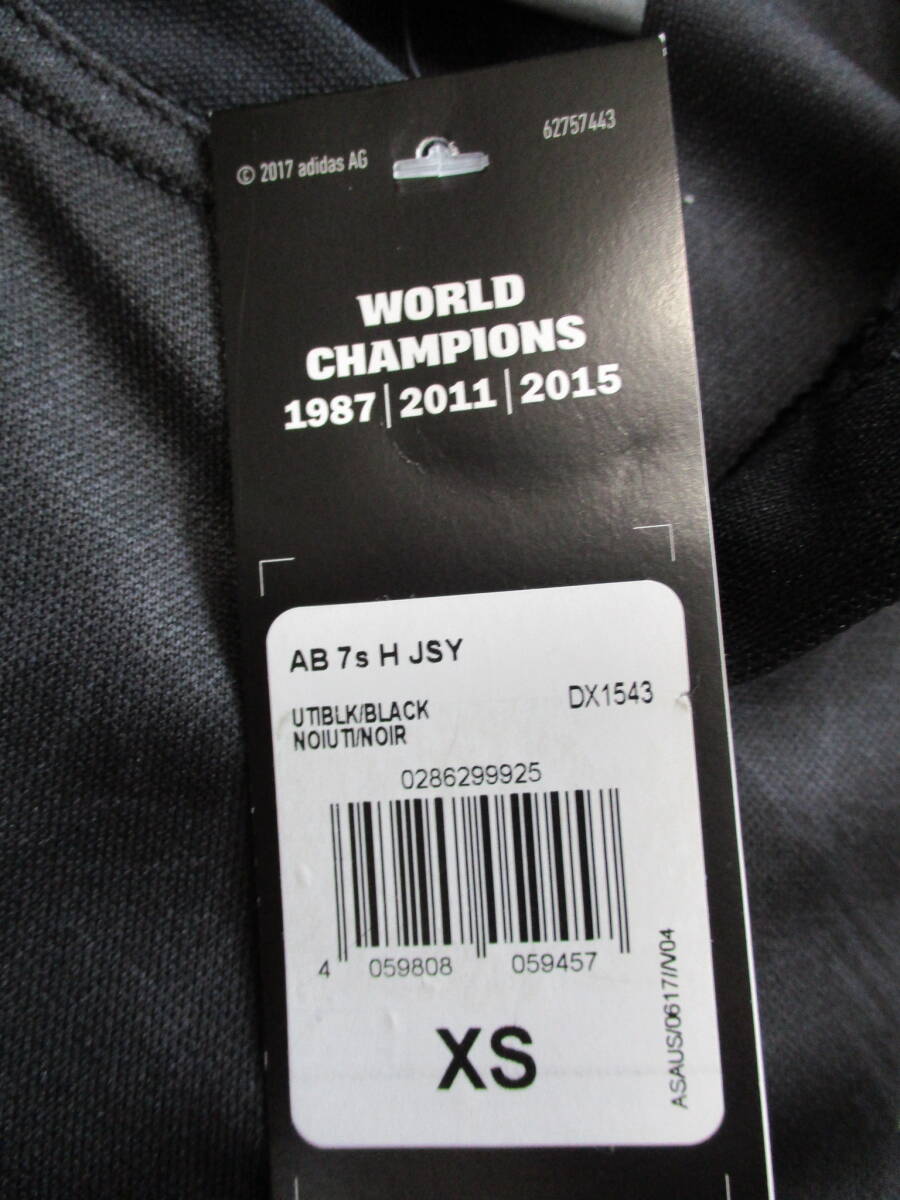 © 2017 adidas AG
62757443
WORLD
CHAMPIONS
1987|2011|2015
AB 7s H JSY
UTIBLK/BLACK
DX1543
NOIUTI/NOIR
0286299925
4 059808 059457
XS
ASAUS/0617//V04